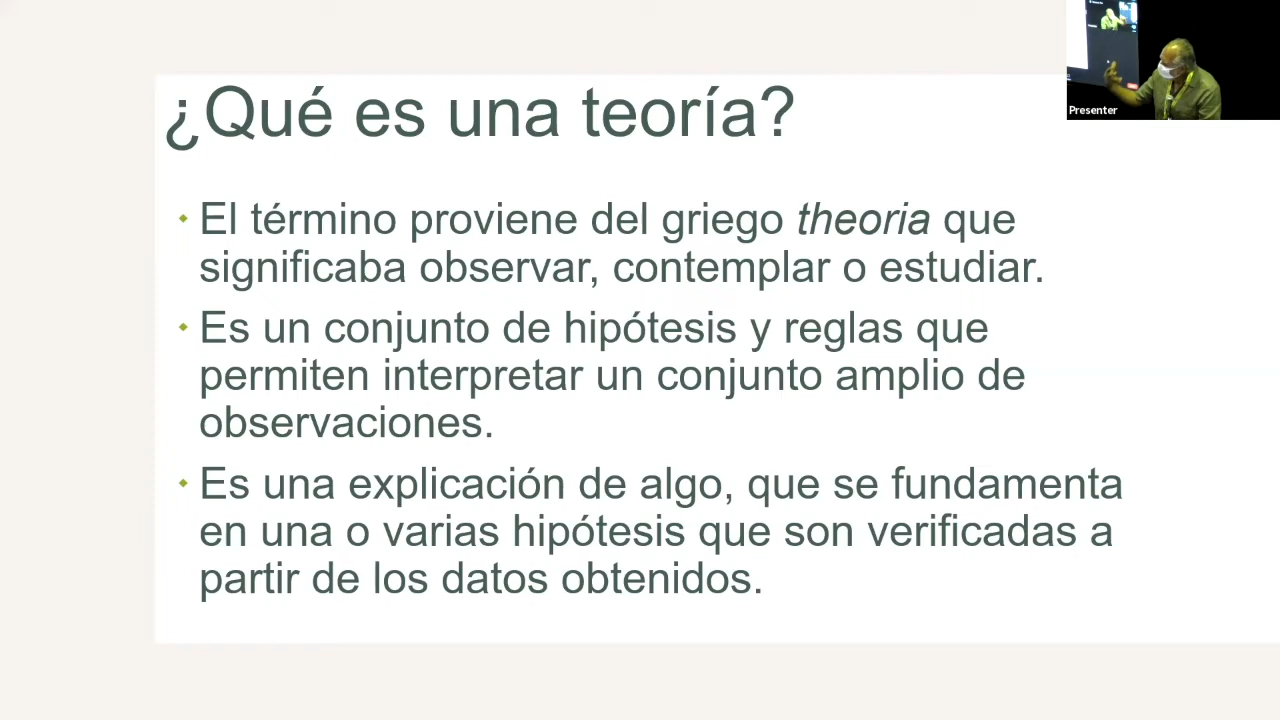 ¿Qué es una teoría?
El término proviene del griego theoria que
significaba observar, contemplar o estudiar.
Es un conjunto de hipótesis y reglas que
permiten interpretar un conjunto amplio de
observaciones.
Es una explicación de algo, que se fundamenta
en una o varias hipótesis que son verificadas a
partir de los datos obtenidos.
Presenter